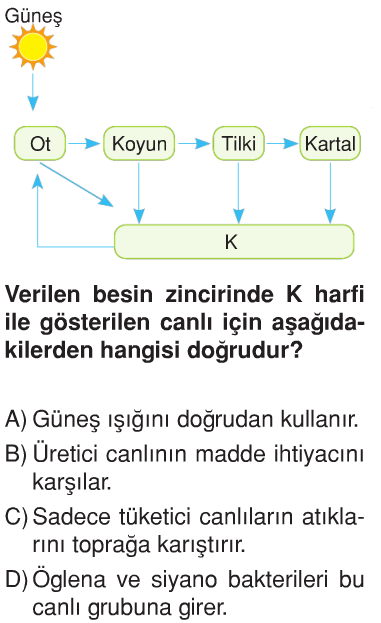 Güneş
Ot
Koyun
Tilki
Kartal
K
Verilen besin zincirinde K harfi
ile gösterilen canlı için aşağıda-
kilerden hangisi doğrudur?
A) Güneş ışığını doğrudan kullanır.
B) Üretici canlının madde ihtiyacını
karşılar.
C) Sadece tüketici canlıların atıkla-
rını toprağa karıştırır.
D) Öglena ve siyano bakterileri bu
canlı grubuna girer.